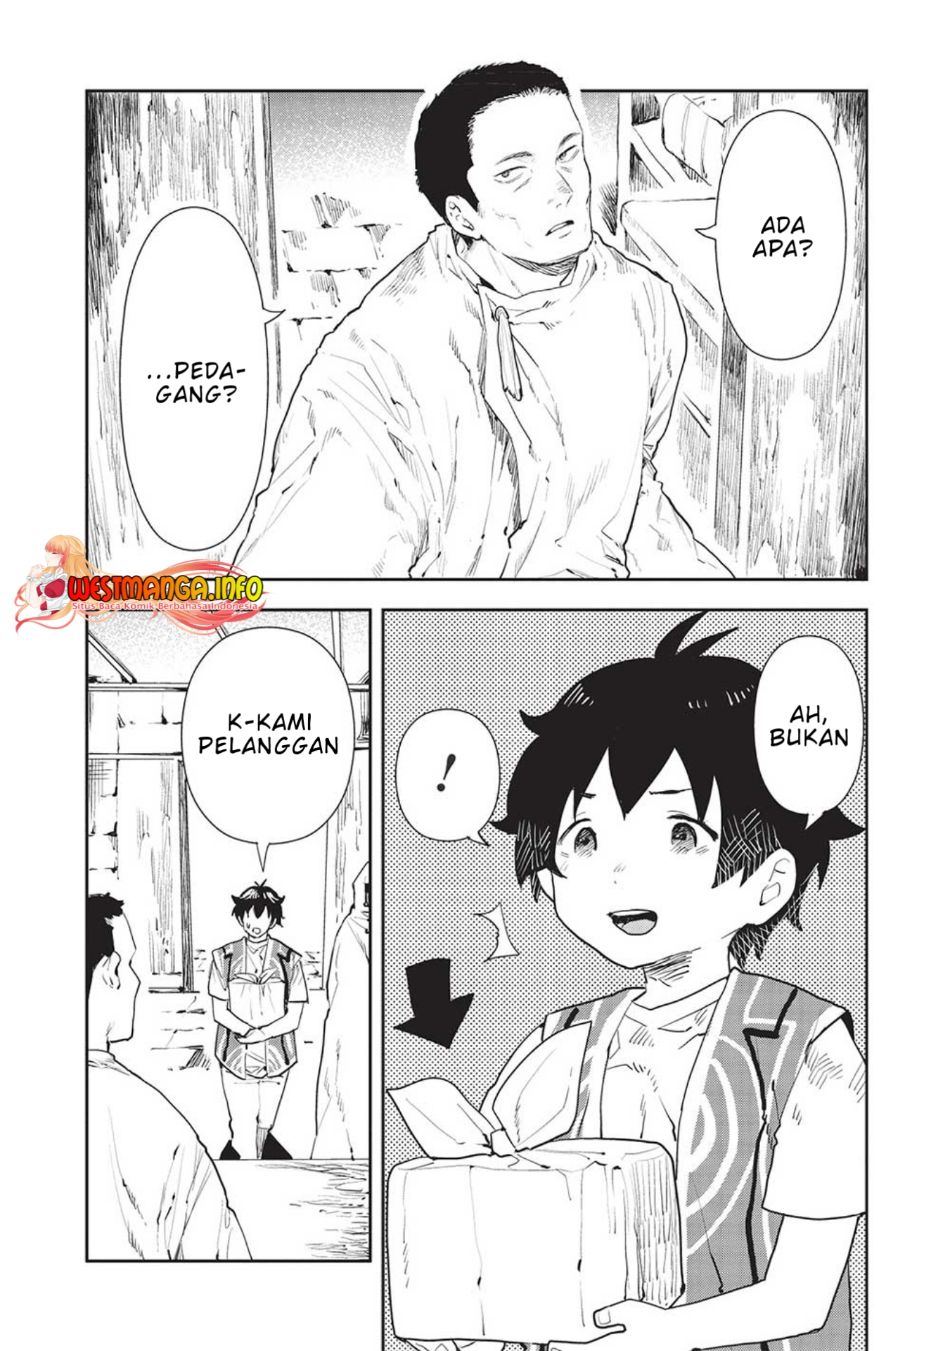 ADA
APA?
...PEDA-
GANG?
WESTMANGA.INFO
Situs Baca Komik Berbahasa Indonesia
AH,
BUKAN
!
K-KAMI
PELANGGAN